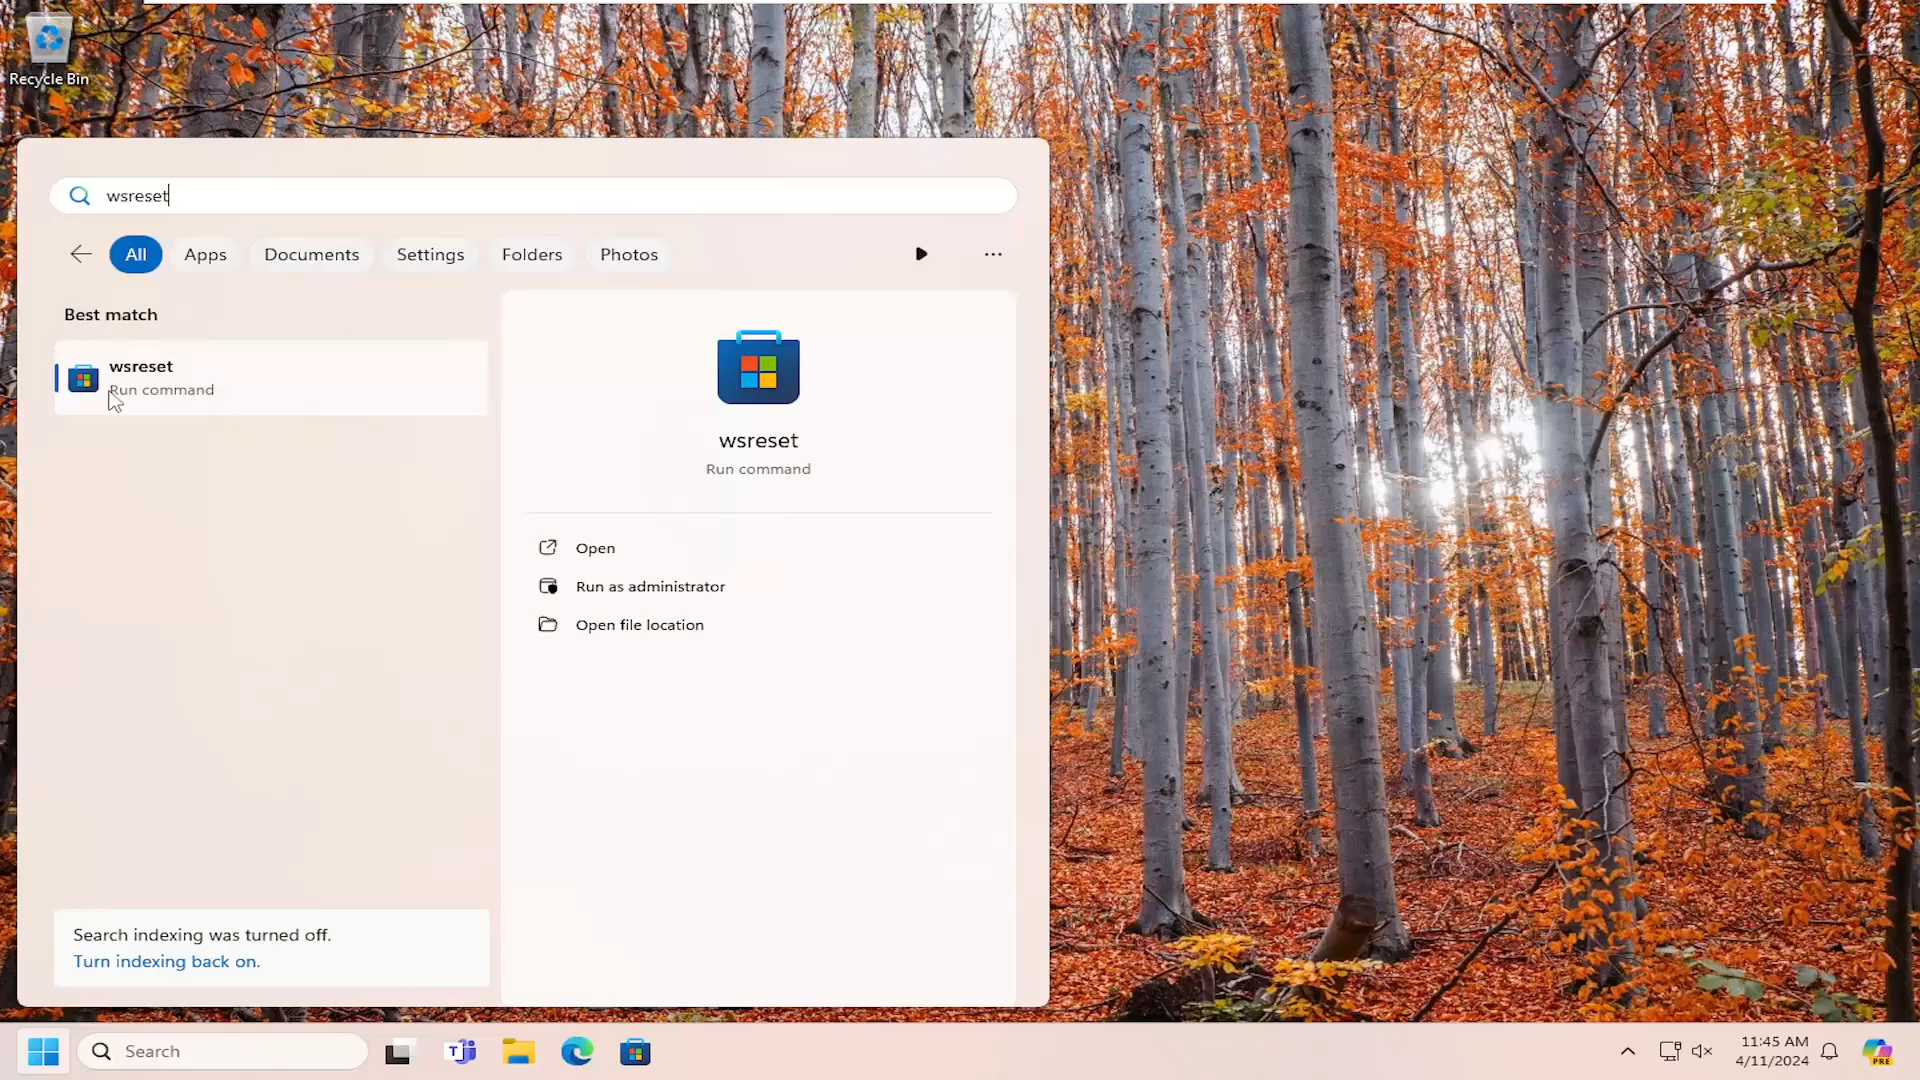 Recycle Bin
wsreset
All
Apps
Documents
Settings
Folders
Photos
Best match
wsreset
Run command
wsreset
Run command
Open
Run as administrator
Open file location
Search indexing was turned off.
Turn indexing back on.
Search
T
11:45 AM
4/11/2024
PRE